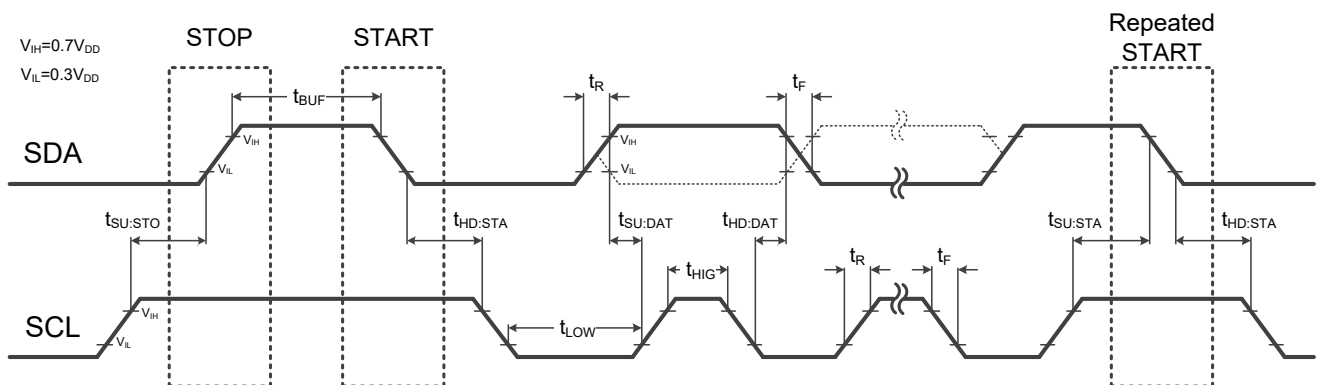 V_IH=0.7V_DD
V_IL=0.3V_DD
STOP
START
Repeated
START
t_BUF
t_R
t_F
SDA
V_IH
V_IL
V_IH
V_IL
t_SU:STO
t_HD:STA
t_SU:DAT
t_HD:DAT
t_SU:STA
t_HD:STA
t_HIG
t_R
t_F
SCL
V_IH
V_IL
t_LOW